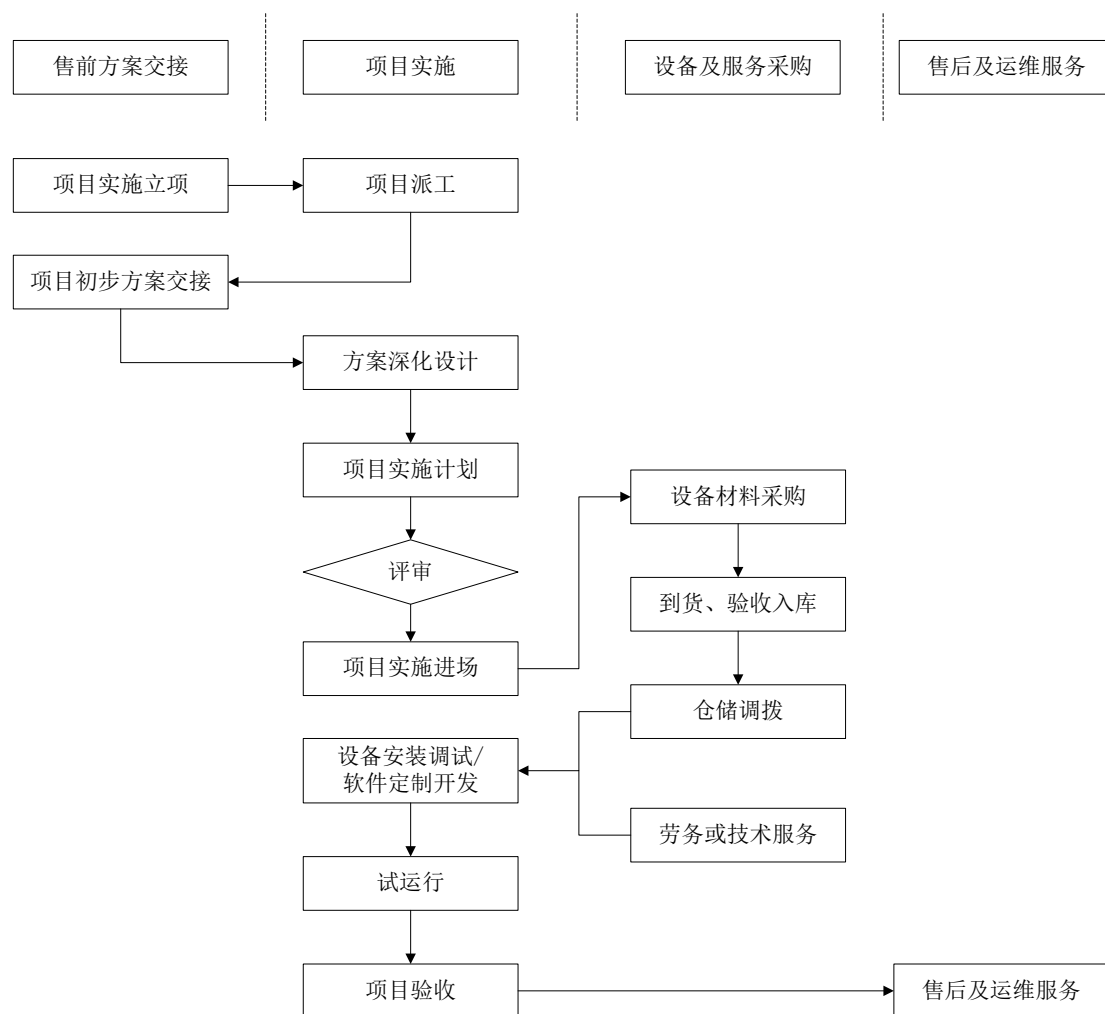 售前方案交接
项目实施
设备及服务采购
售后及运维服务
项目实施立项
项目派工
项目初步方案交接
方案深化设计
项目实施计划
设备材料采购
评审
到货、验收入库
项目实施进场
仓储调拨
设备安装调试/
软件定制开发
劳务或技术服务
试运行
项目验收
售后及运维服务